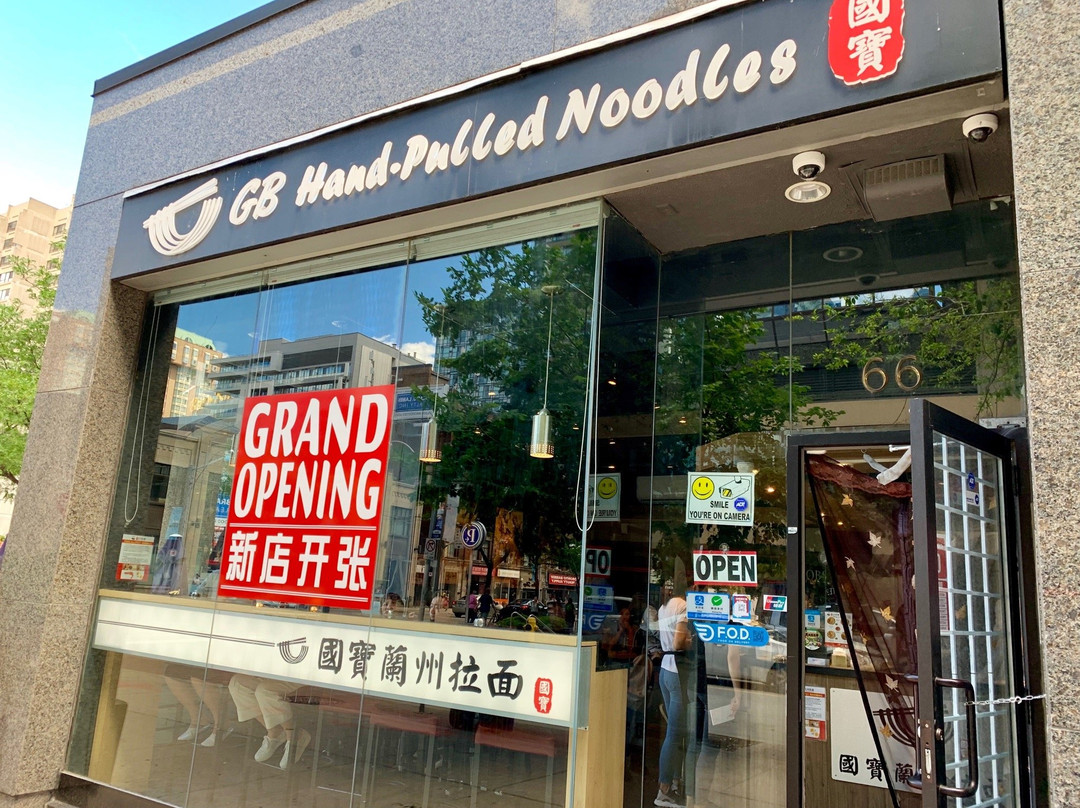 GB Hand-Pulled Noodles
國
寶
66
GRAND
OPENING
新店开张
SMILE
YOU'RE ON CAMERA
ADT
OPEN
F.O.D.
國寶蘭州拉面
國寶
國寶蘭